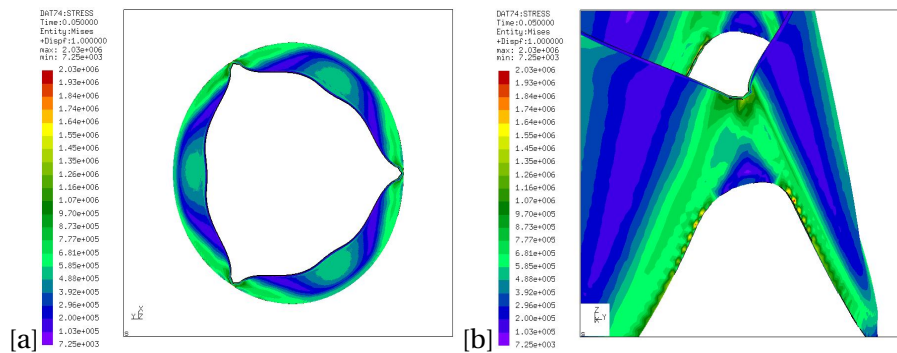 DAT74:STRESS
Time:0.050000
Entity:Mises
+Dispf:1.000000
max: 2.03e+006
min: 7.25e+003
2.03e+006
1.93e+006
1.84e+006
1.74e+006
1.64e+006
1.55e+006
1.45e+006
1.35e+006
1.26e+006
1.16e+006
1.07e+006
9.70e+005
8.73e+005
7.77e+005
6.81e+005
5.85e+005
4.88e+005
3.92e+005
2.96e+005
2.00e+005
1.03e+005
7.25e+003
[a]
DAT74:STRESS
Time:0.050000
Entity:Mises
+Dispf:1.000000
max: 2.03e+006
min: 7.25e+003
2.03e+006
1.93e+006
1.84e+006
1.74e+006
1.64e+006
1.55e+006
1.45e+006
1.35e+006
1.26e+006
1.16e+006
1.07e+006
9.70e+005
8.73e+005
7.77e+005
6.81e+005
5.85e+005
4.88e+005
3.92e+005
2.96e+005
2.00e+005
1.03e+005
7.25e+003
[b]